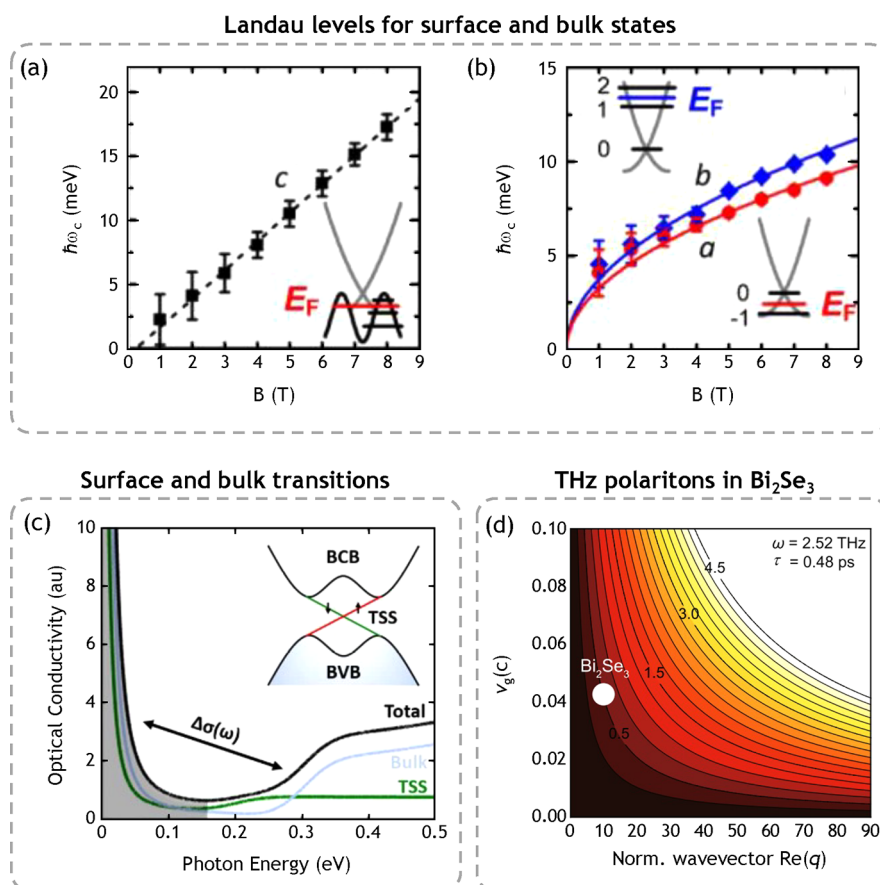 Landau levels for surface and bulk states
(a)
20
15
10
5
0
ħω_c (meV)
c
E_F
0 1 2 3 4 5 6 7 8 9
B (T)
(b)
15
10
5
0
ħω_c (meV)
2
1
0
E_F
b
a
0
-1
E_F
0 1 2 3 4 5 6 7 8 9
B (T)
Surface and bulk transitions
(c)
10
8
6
4
2
0
Optical Conductivity (au)
BCB
TSS
BVB
Δσ(ω)
Total
Bulk
TSS
0 0.1 0.2 0.3 0.4 0.5
Photon Energy (eV)
THz polaritons in Bi₂Se₃
(d)
0.10
0.08
0.06
0.04
0.02
0.00
v_g(c)
ω = 2.52 THz
τ = 0.48 ps
4.5
3.0
1.5
0.5
Bi₂Se₃
0 10 20 30 40 50 60 70 80 90
Norm. wavevector Re(q)